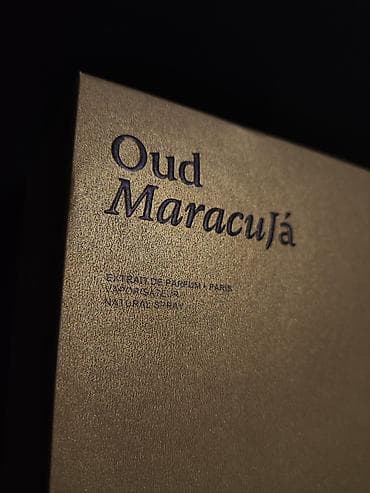 Oud
MaracuJá
EXTRAIT DE PARFUM • PARIS
VAPORISATEUR
NATURAL SPRAY